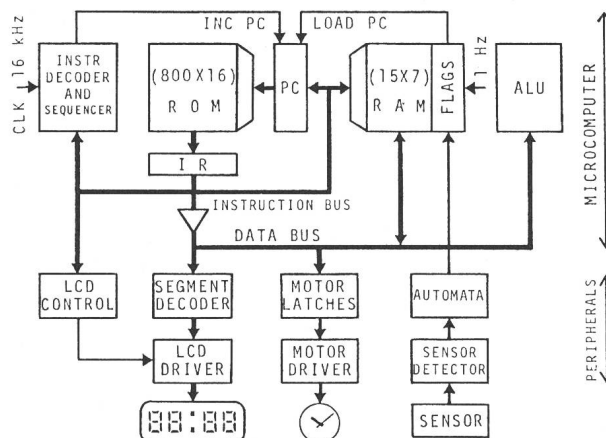 INC PC
LOAD PC
CLK 16 kHz
INSTR
DECODER
AND
SEQUENCER
(800X16)
ROM
PC
(15X7)
RAM
FLAGS
1 Hz
ALU
MICROCOMPUTER
IR
INSTRUCTION BUS
DATA BUS
LCD
CONTROL
SEGMENT
DECODER
MOTOR
LATCHES
AUTOMATA
PERIPHERALS
LCD
DRIVER
MOTOR
DRIVER
SENSOR
DETECTOR
88:88
SENSOR